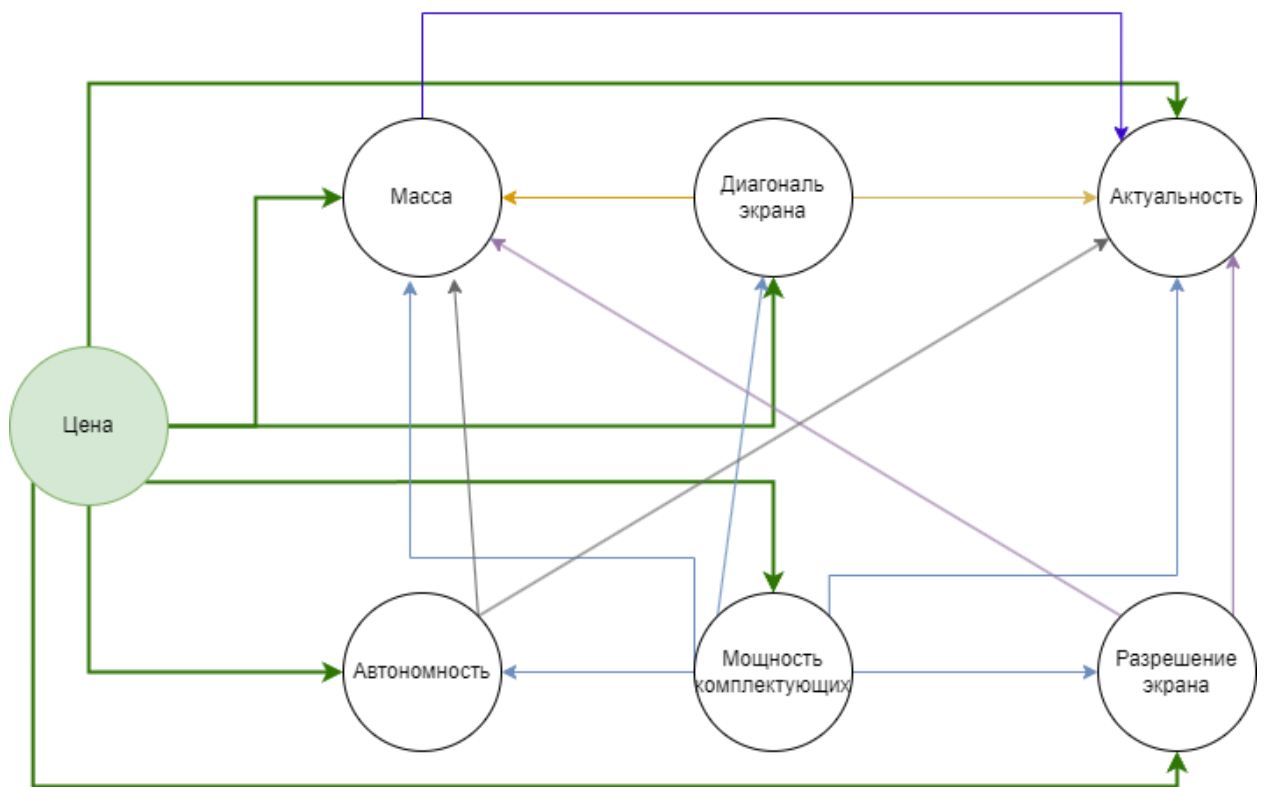 Масса
Диагональ
экрана
Актуальность
Цена
Автономность
Мощность
комплектующих
Разрешение
экрана